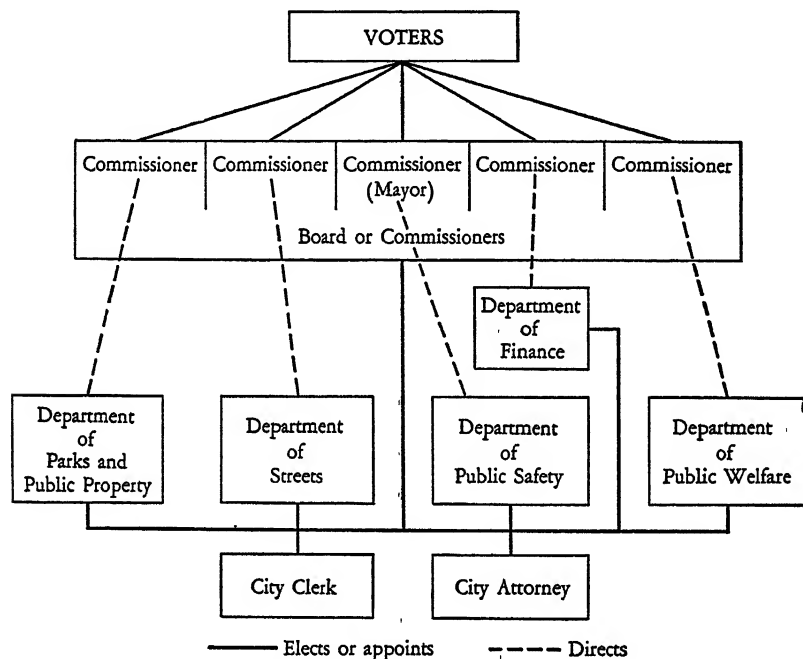 VOTERS
Commissioner
Commissioner
Commissioner
(Mayor)
Commissioner
Commissioner
Board or Commissioners
Department
of
Finance
Department
of
Parks and
Public Property
Department
of
Streets
Department
of
Public Safety
Department
of
Public Welfare
City Clerk
City Attorney
Elects or appoints
Directs